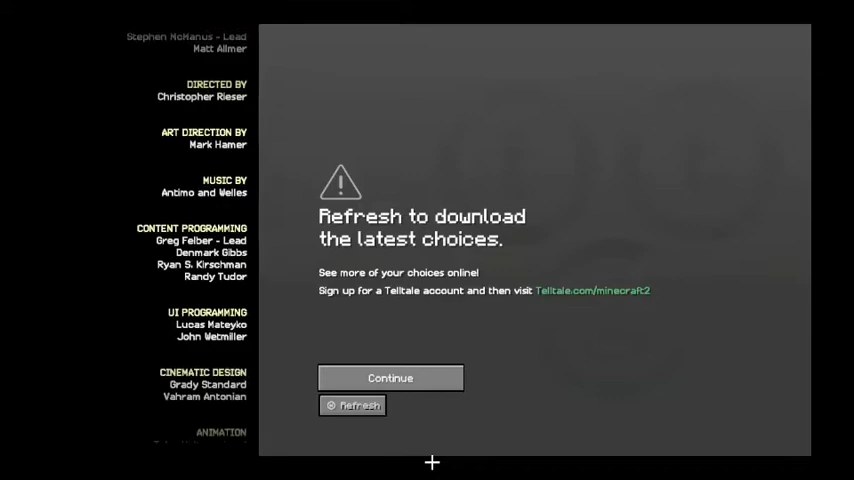 Stephen McManus - Lead
Matt Allmer
DIRECTED BY
Christopher Rieser
ART DIRECTION BY
Mark Hamer
MUSIC BY
Antimo and Welles
CONTENT PROGRAMMING
Greg Felber - Lead
Denmark Gibbs
Ryan S. Kirschman
Randy Tudor
UI PROGRAMMING
Lucas Mateyko
John Wetmiller
CINEMATIC DESIGN
Grady Standard
Vahram Antonian
ANIMATION
Refresh to download
the latest choices.
See more of your choices online!
Sign up for a Telltale account and then visit Telltale.com/minecraft2
Continue
Refresh